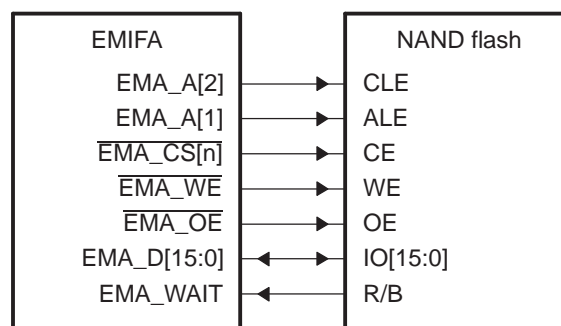 EMIFA NAND flash
EMA_A[2] CLE
EMA_A[1] ALE
EMA_CS[n] CE
EMA_WE WE
EMA_OE OE
EMA_D[15:0] IO[15:0]
EMA_WAIT R/B